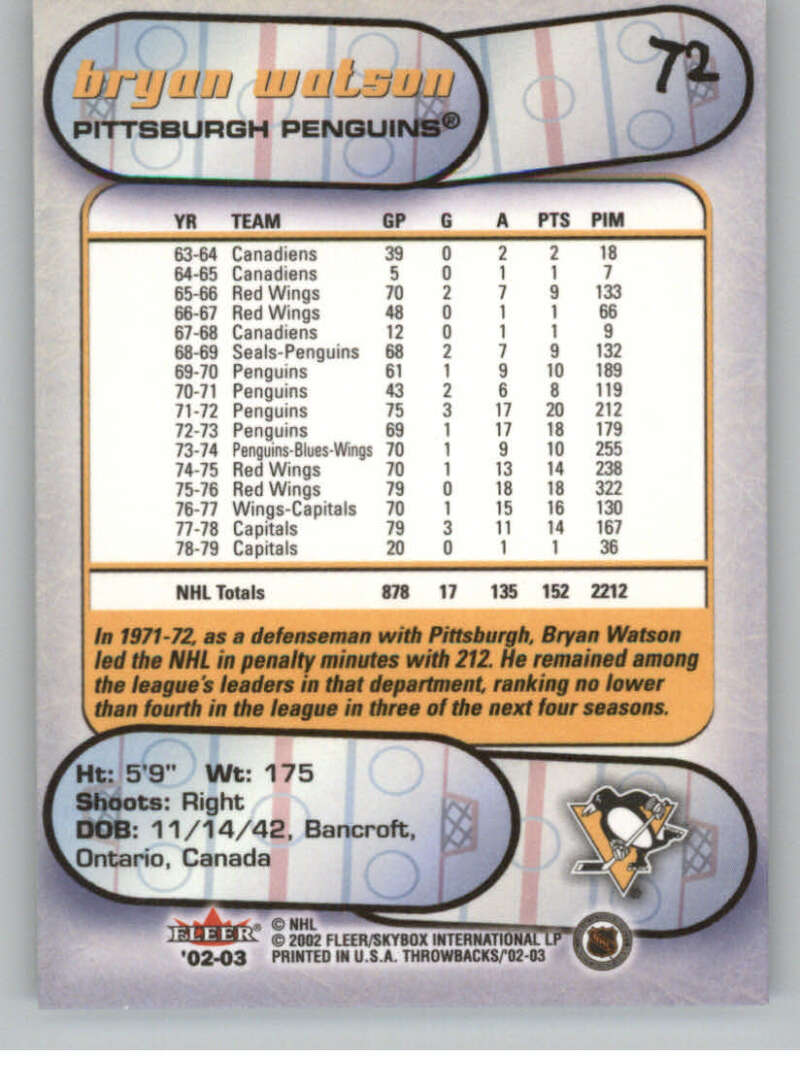 bryan watson
PITTSBURGH PENGUINS®
72
YR TEAM GP G A PTS PIM
63-64 Canadiens 39 0 2 2 18
64-65 Canadiens 5 0 1 1 7
65-66 Red Wings 70 2 7 9 133
66-67 Red Wings 48 0 1 1 66
67-68 Canadiens 12 0 1 1 9
68-69 Seals-Penguins 68 2 7 9 132
69-70 Penguins 61 1 9 10 189
70-71 Penguins 43 2 6 8 119
71-72 Penguins 75 3 17 20 212
72-73 Penguins 69 1 17 18 179
73-74 Penguins-Blues-Wings 70 1 9 10 255
74-75 Red Wings 70 1 13 14 238
75-76 Red Wings 79 0 18 18 322
76-77 Wings-Capitals 70 1 15 16 130
77-78 Capitals 79 3 11 14 167
78-79 Capitals 20 0 1 1 36
NHL Totals 878 17 135 152 2212
In 1971-72, as a defenseman with Pittsburgh, Bryan Watson
led the NHL in penalty minutes with 212. He remained among
the league's leaders in that department, ranking no lower
than fourth in the league in three of the next four seasons.
Ht: 5'9" Wt: 175
Shoots: Right
DOB: 11/14/42, Bancroft,
Ontario, Canada
FLEER®
'02-03
© NHL
© 2002 FLEER/SKYBOX INTERNATIONAL LP
PRINTED IN U.S.A. THROWBACKS/'02-03
NHL